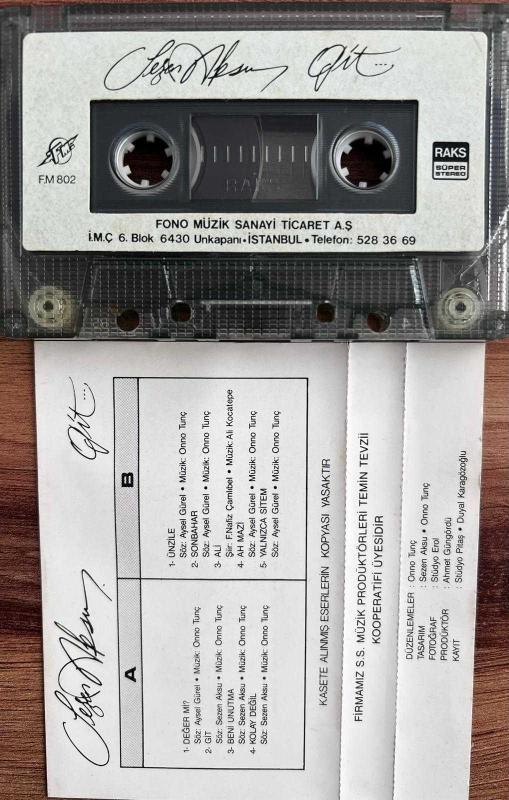 Sezen Aksu Git...
F.M 802
RAKS
SÜPER
STEREO
RAKS
FONO MÜZİK SANAYİ TİCARET A.Ş
İ.M.Ç 6. Blok 6430 Unkapanı • İSTANBUL • Telefon: 528 36 69
Sezen Aksu Git...
A
1- DEĞER Mİ?
Söz: Aysel Gürel • Müzik: Onno Tunç
2- GİT
Söz: Sezen Aksu • Müzik: Onno Tunç
3- BENİ UNUTMA
Söz: Sezen Aksu • Müzik: Onno Tunç
4- KOLAY DEĞİL
Söz: Sezen Aksu • Müzik: Onno Tunç
B
1- ÜNZİLE
Söz: Aysel Gürel • Müzik: Onno Tunç
2- SONBAHAR
Söz: Aysel Gürel • Müzik: Onno Tunç
3- ALİ
Şiir: F.Nafiz Çamlıbel • Müzik: Ali Kocatepe
4- AH MAZİ
Söz: Aysel Gürel • Müzik: Onno Tunç
5- YALNIZCA SİTEM
Söz: Aysel Gürel • Müzik: Onno Tunç
KASETE ALINMIŞ ESERLERİN KOPYASI YASAKTIR
FİRMAMIZ S.S. MÜZİK PRODÜKTÖRLERİ TEMİN TEVZİİ
KOOPERATİFİ ÜYESİDİR
DÜZENLEMELER : Onno Tunç
TASARIM : Sezen Aksu • Onno Tunç
FOTOĞRAF : Stüdyo Erol
PRODÜKTÖR : Ahmet Güngördü
KAYIT : Stüdyo Pitaş • Duyal Karagözoğlu